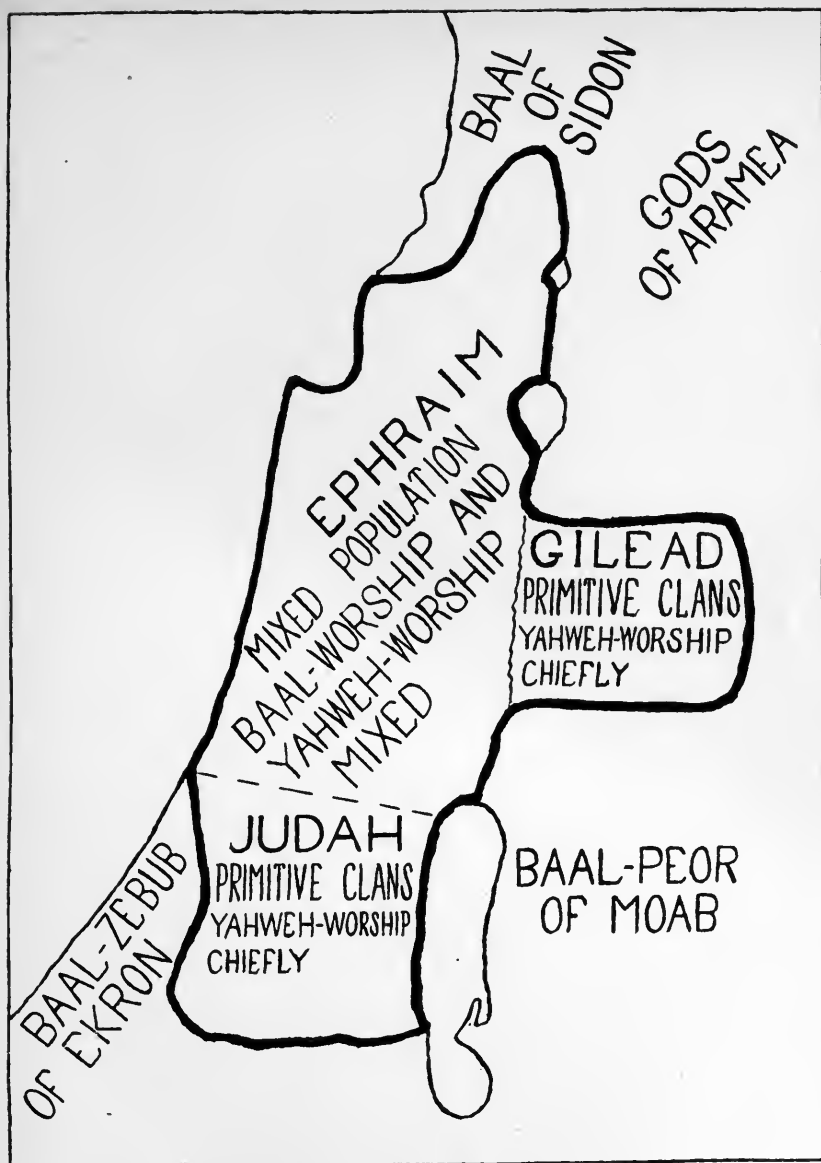 BAAL
OF
SIDON
GODS
OF ARAMEA
EPHRAIM
MIXED POPULATION
BAAL-WORSHIP AND
YAHWEH-WORSHIP
MIXED
GILEAD
PRIMITIVE CLANS
YAHWEH-WORSHIP
CHIEFLY
JUDAH
PRIMITIVE CLANS
YAHWEH-WORSHIP
CHIEFLY
BAAL-PEOR
OF MOAB
BAAL-ZEBUB
OF EKRON